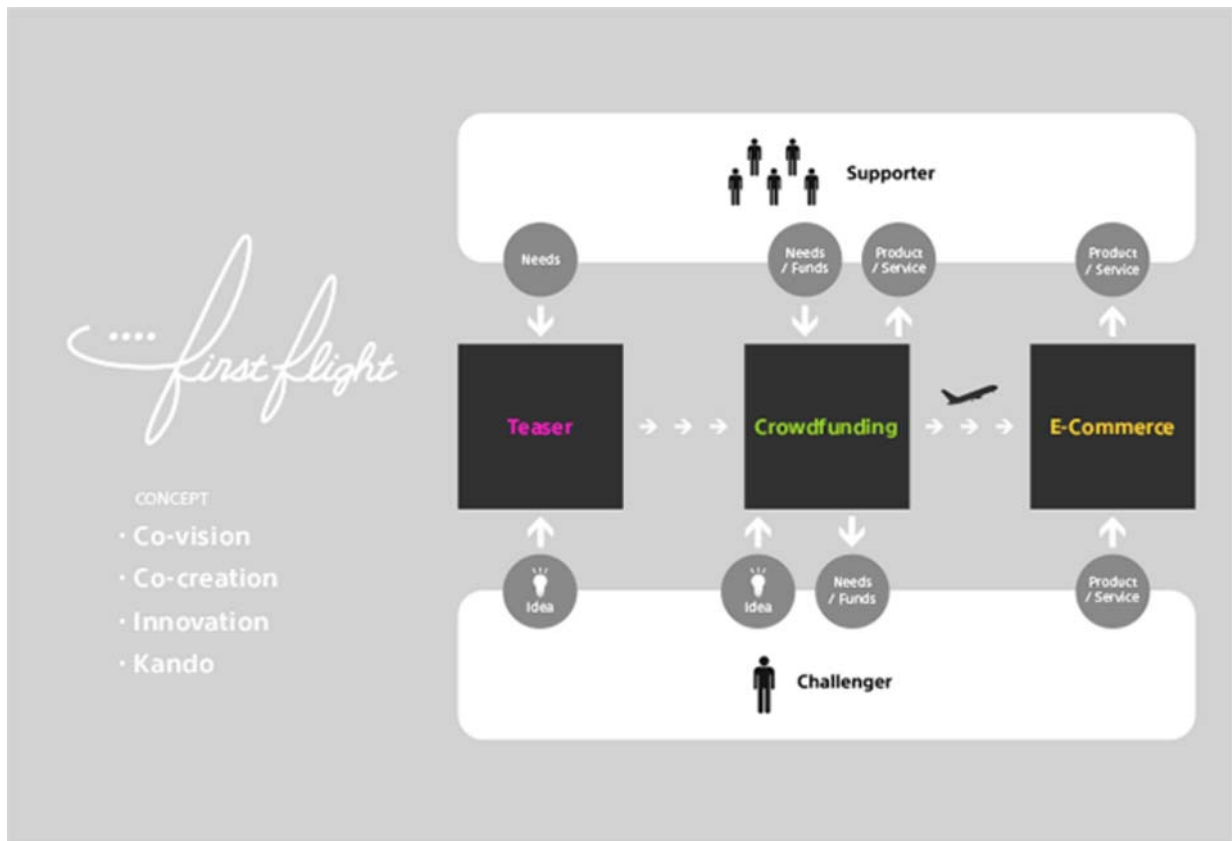 Supporter
Needs
Needs
/ Funds
Product
/ Service
Product
/ Service
First Flight
Teaser
Crowdfunding
E-Commerce
CONCEPT
· Co-vision
· Co-creation
· Innovation
· Kando
Idea
Idea
Needs
/ Funds
Product
/ Service
Challenger